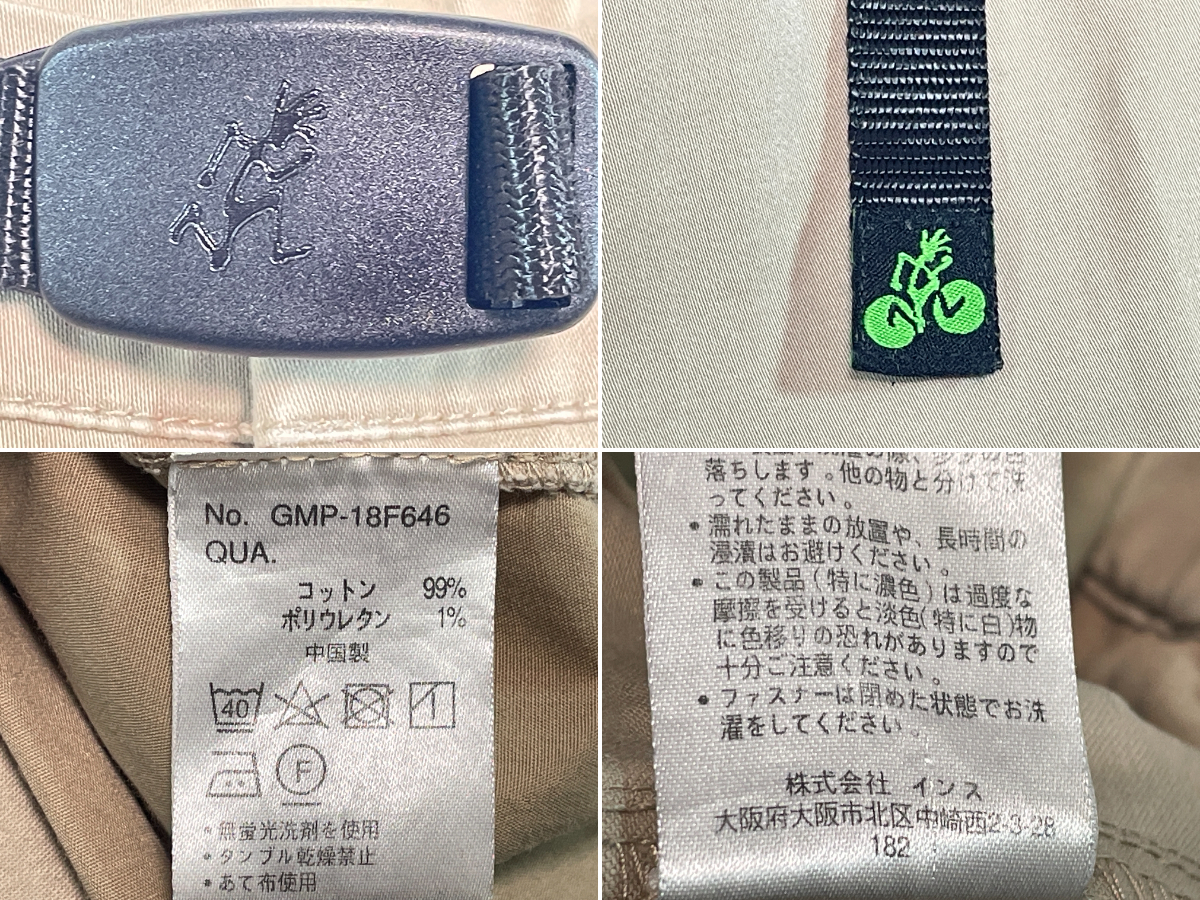 No. GMP-18F646
QUA.
コットン 99%
ポリウレタン 1%
中国製
40
F
• 無蛍光洗剤を使用
• タンブル乾燥禁止
• あて布使用
落ちします。他の物と分けて洗
ってください。
• 濡れたままの放置や、長時間の
浸漬はお避けください。
• この製品(特に濃色)は過度な
摩擦を受けると淡色(特に白)物
に色移りの恐れがありますので
十分ご注意ください。
• ファスナーは閉めた状態でお洗
濯をしてください。
株式会社 インス
大阪府大阪市北区中崎西2-3-28
182